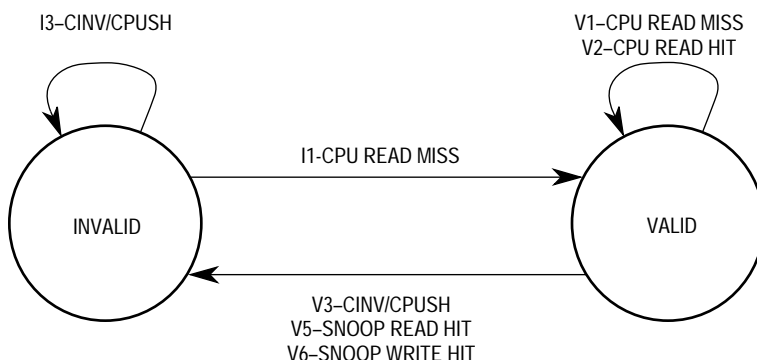 I3–CINV/CPUSH
V1–CPU READ MISS
V2–CPU READ HIT
I1-CPU READ MISS
INVALID
VALID
V3–CINV/CPUSH
V5–SNOOP READ HIT
V6–SNOOP WRITE HIT